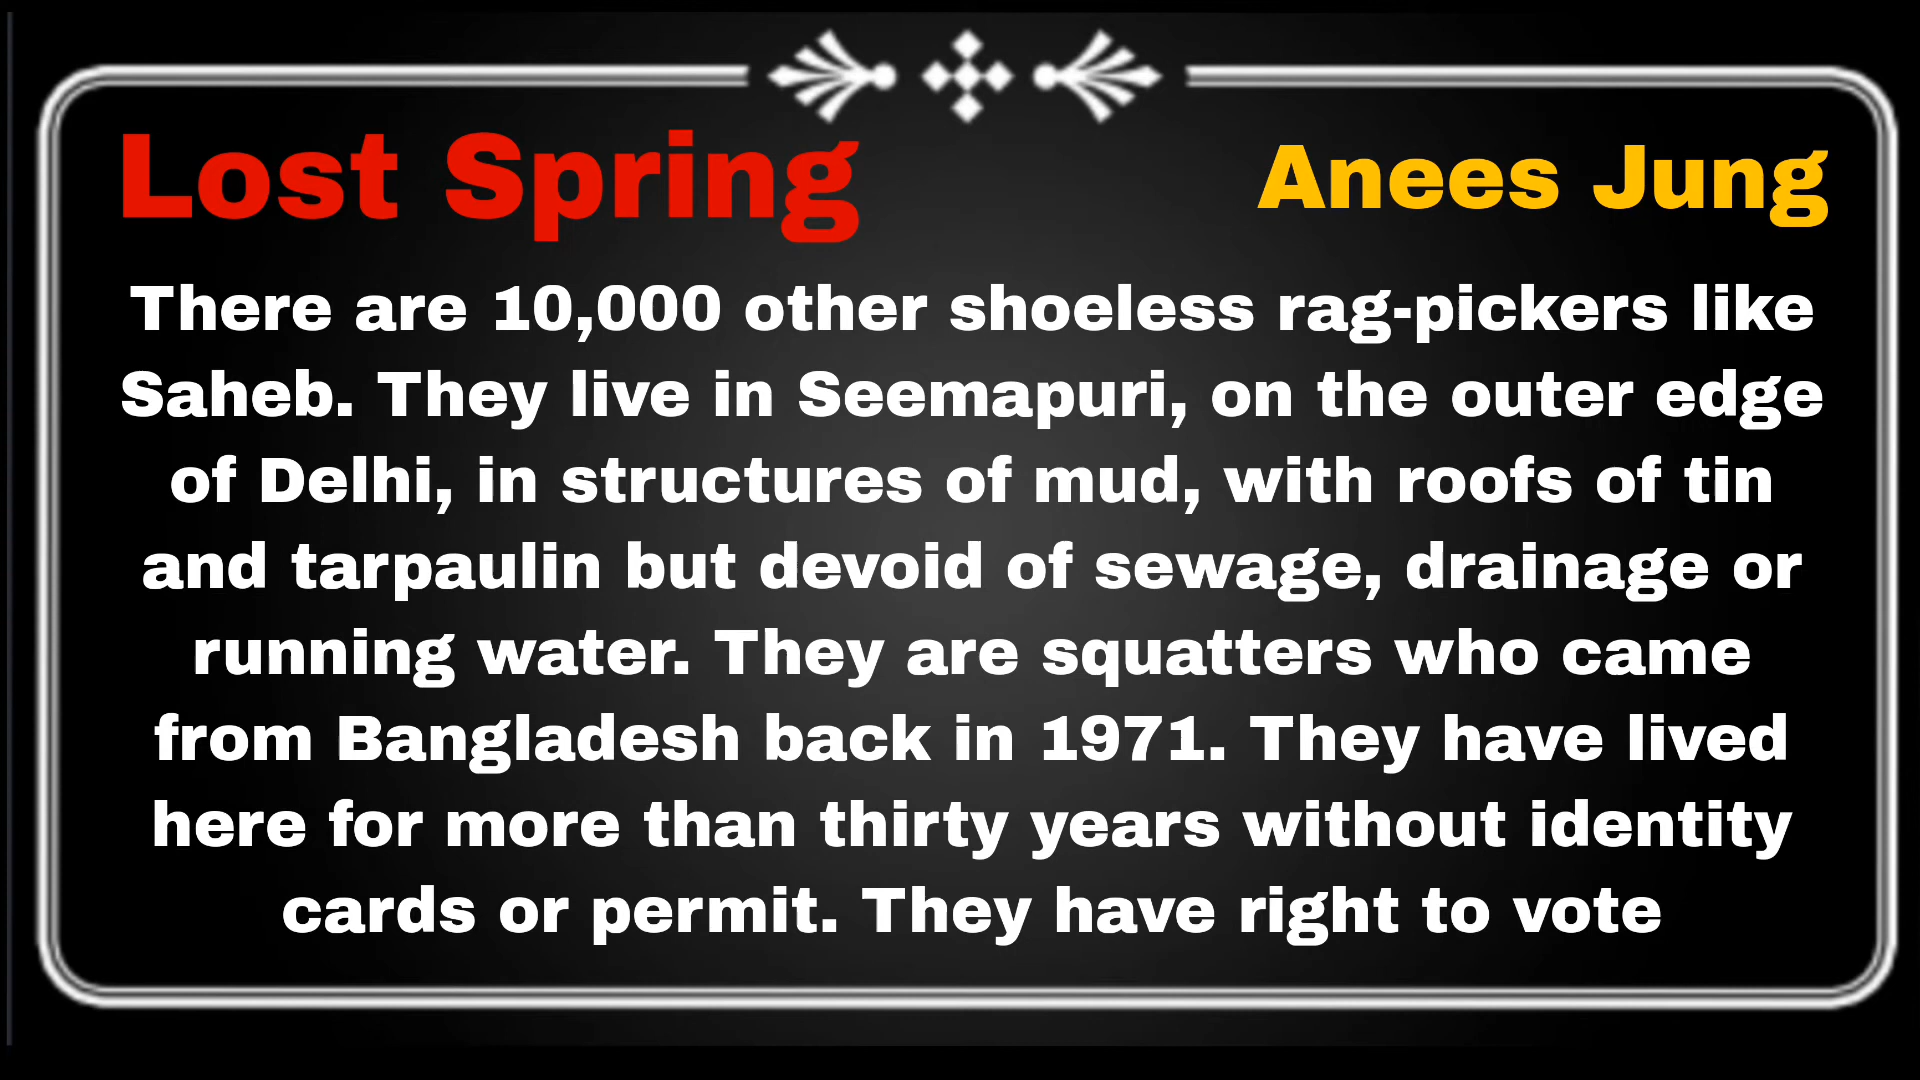 Lost Spring
Anees Jung
There are 10,000 other shoeless rag-pickers like
Saheb. They live in Seemapuri, on the outer edge
of Delhi, in structures of mud, with roofs of tin
and tarpaulin but devoid of sewage, drainage or
running water. They are squatters who came
from Bangladesh back in 1971. They have lived
here for more than thirty years without identity
cards or permit. They have right to vote